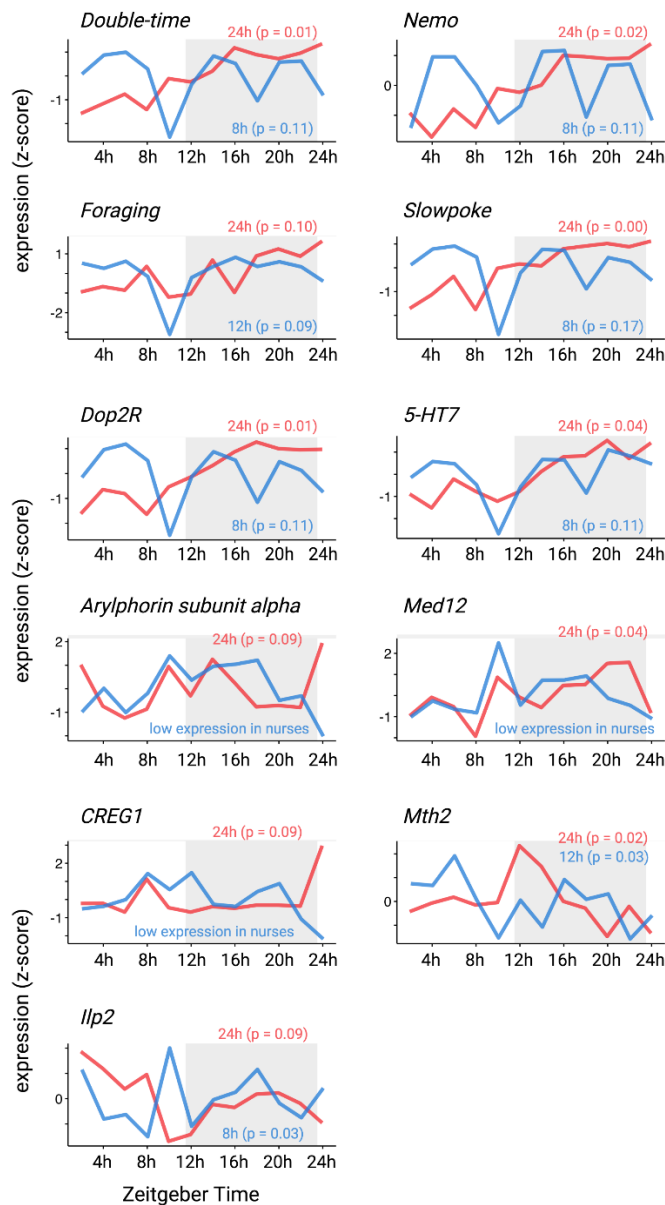 Double-time
24h (p = 0.01)
-1
8h (p = 0.11)
4h 8h 12h 16h 20h 24h
Nemo
24h (p = 0.02)
0
8h (p = 0.11)
4h 8h 12h 16h 20h 24h
expression (z-score)
Foraging
24h (p = 0.10)
1
-2
12h (p = 0.09)
4h 8h 12h 16h 20h 24h
Slowpoke
24h (p = 0.00)
-1
8h (p = 0.17)
4h 8h 12h 16h 20h 24h
Dop2R
24h (p = 0.01)
-1
8h (p = 0.11)
4h 8h 12h 16h 20h 24h
5-HT7
24h (p = 0.04)
-1
8h (p = 0.11)
4h 8h 12h 16h 20h 24h
expression (z-score)
Arylphorin subunit alpha
2
24h (p = 0.09)
-1
low expression in nurses
4h 8h 12h 16h 20h 24h
Med12
24h (p = 0.04)
2
-1
low expression in nurses
4h 8h 12h 16h 20h 24h
CREG1
24h (p = 0.09)
2
-1
low expression in nurses
4h 8h 12h 16h 20h 24h
Mth2
24h (p = 0.02)
12h (p = 0.03)
0
4h 8h 12h 16h 20h 24h
expression (z-score)
Ilp2
24h (p = 0.09)
0
8h (p = 0.03)
4h 8h 12h 16h 20h 24h
Zeitgeber Time